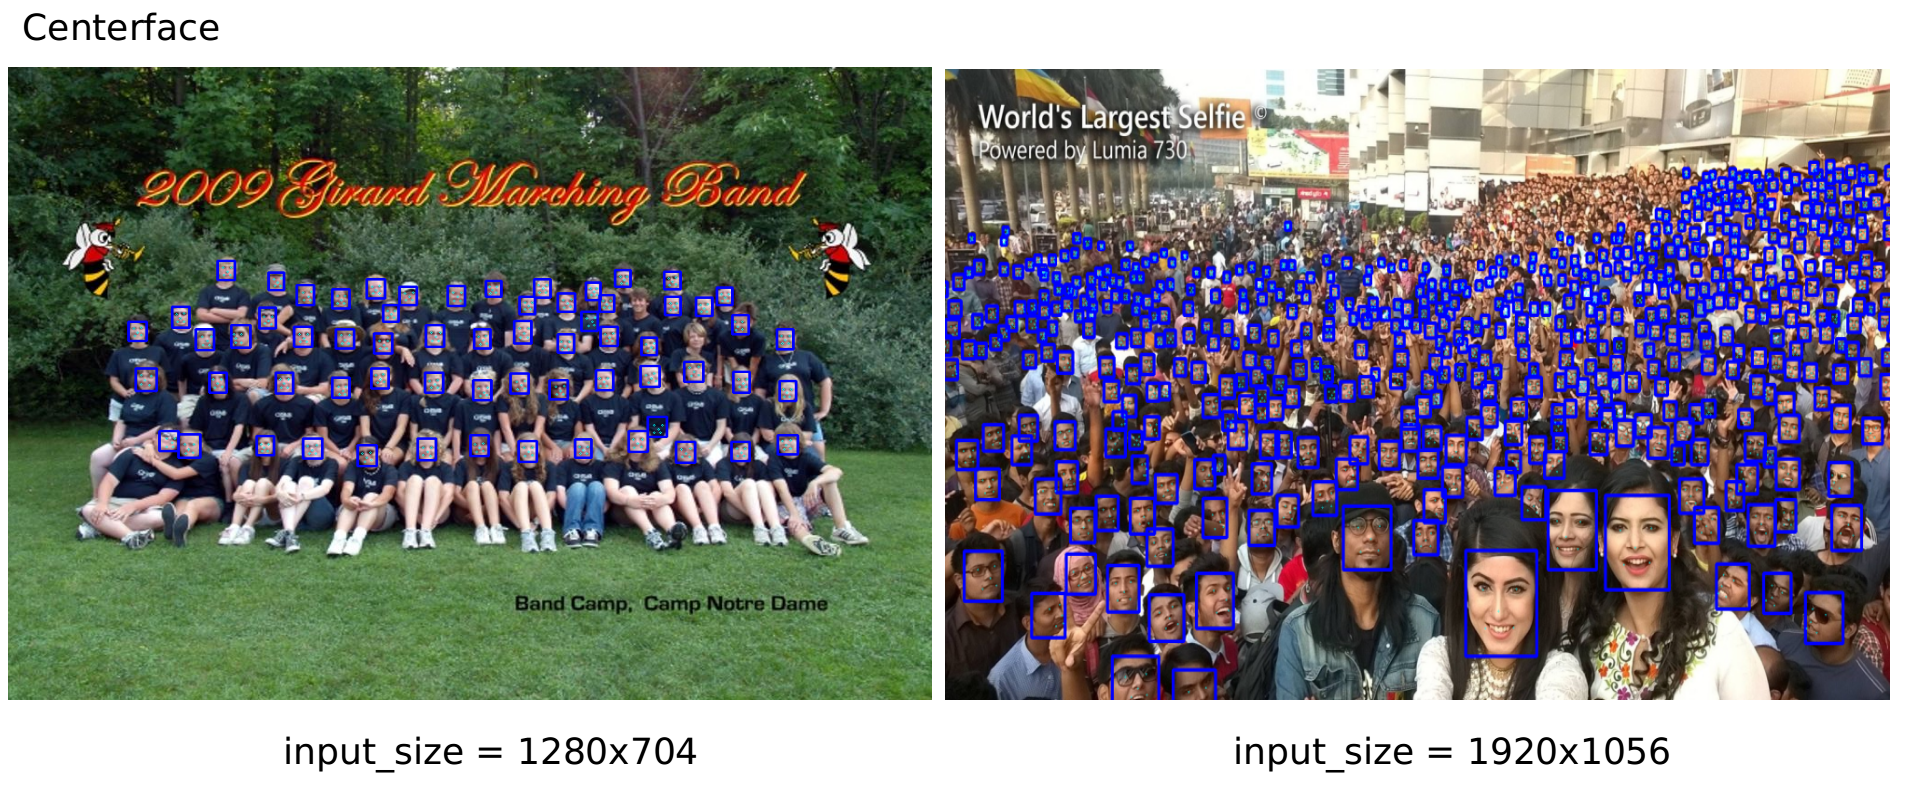 Centerface
2009 Girard Marching Band
Band Camp, Camp Notre Dame
World's Largest Selfie ©
Powered by Lumia 730
input_size = 1280x704
input_size = 1920x1056